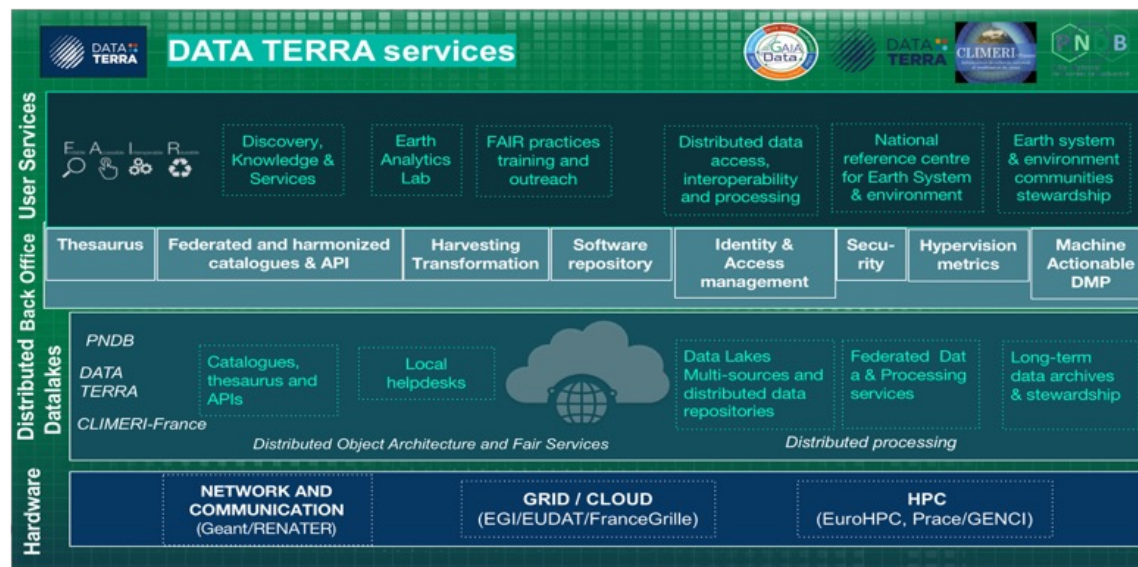 DATA
TERRA
DATA TERRA services
GAIA
Data
DATA
TERRA
CLIMERI-France
PNDB
User Services
F A I R
Discovery,
Knowledge &
Services
Earth
Analytics
Lab
FAIR practices
training and
outreach
Distributed data
access,
interoperability
and processing
National
reference centre
for Earth System
& environment
Earth system
& environment
communities
stewardship
Back Office
Thesaurus
Federated and harmonized
catalogues & API
Harvesting
Transformation
Software
repository
Identity &
Access
management
Secu-
rity
Hypervision
metrics
Machine
Actionable
DMP
Distributed
Datalakes
PNDB
DATA
TERRA
CLIMERI-France
Catalogues,
thesaurus and
APIs
Local
helpdesks
Data Lakes
Multi-sources and
distributed data
repositories
Federated Dat
a & Processing
services
Long-term
data archives
& stewardship
Distributed Object Architecture and Fair Services
Distributed processing
Hardware
NETWORK AND
COMMUNICATION
(Geant/RENATER)
GRID / CLOUD
(EGI/EUDAT/FranceGrille)
HPC
(EuroHPC, Prace/GENCI)